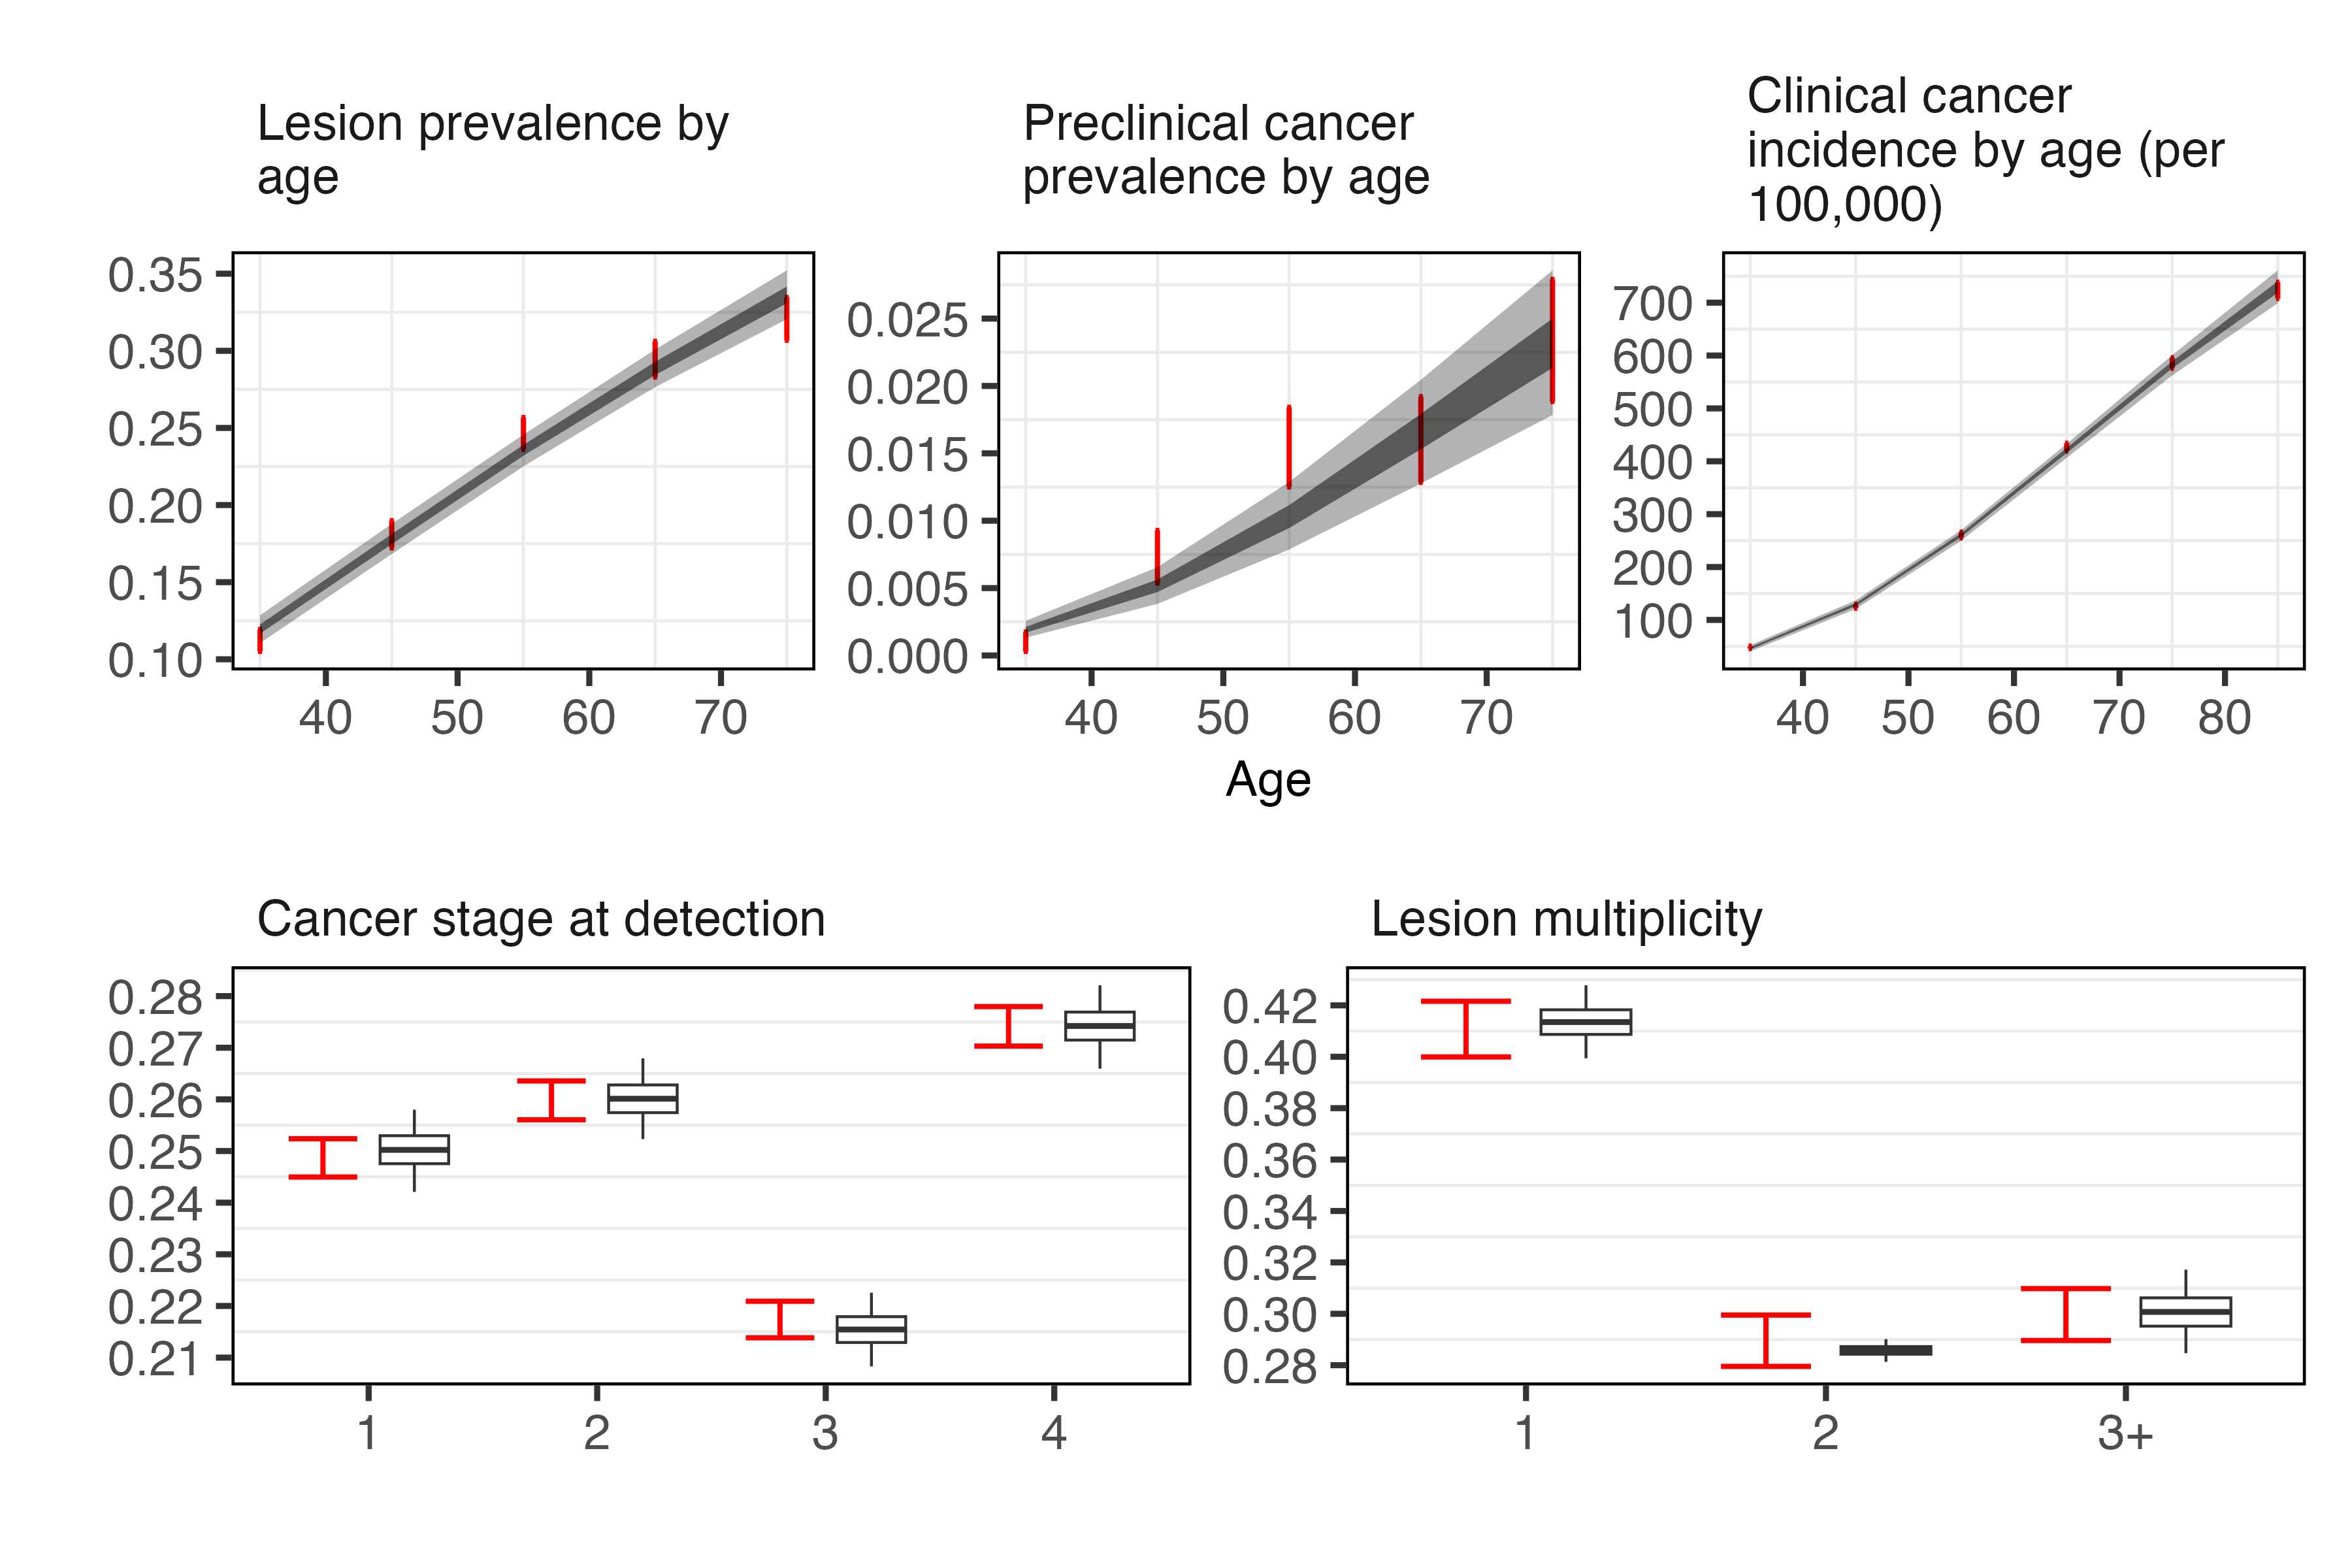 Lesion prevalence by
age
Preclinical cancer
prevalence by age
Clinical cancer
incidence by age (per
100,000)
0.35
0.30
0.25
0.20
0.15
0.10
40 50 60 70
0.025
0.020
0.015
0.010
0.005
0.000
40 50 60 70
700
600
500
400
300
200
100
40 50 60 70 80
Age
Cancer stage at detection
0.28
0.27
0.26
0.25
0.24
0.23
0.22
0.21
1 2 3 4
Lesion multiplicity
0.42
0.40
0.38
0.36
0.34
0.32
0.30
0.28
1 2 3+